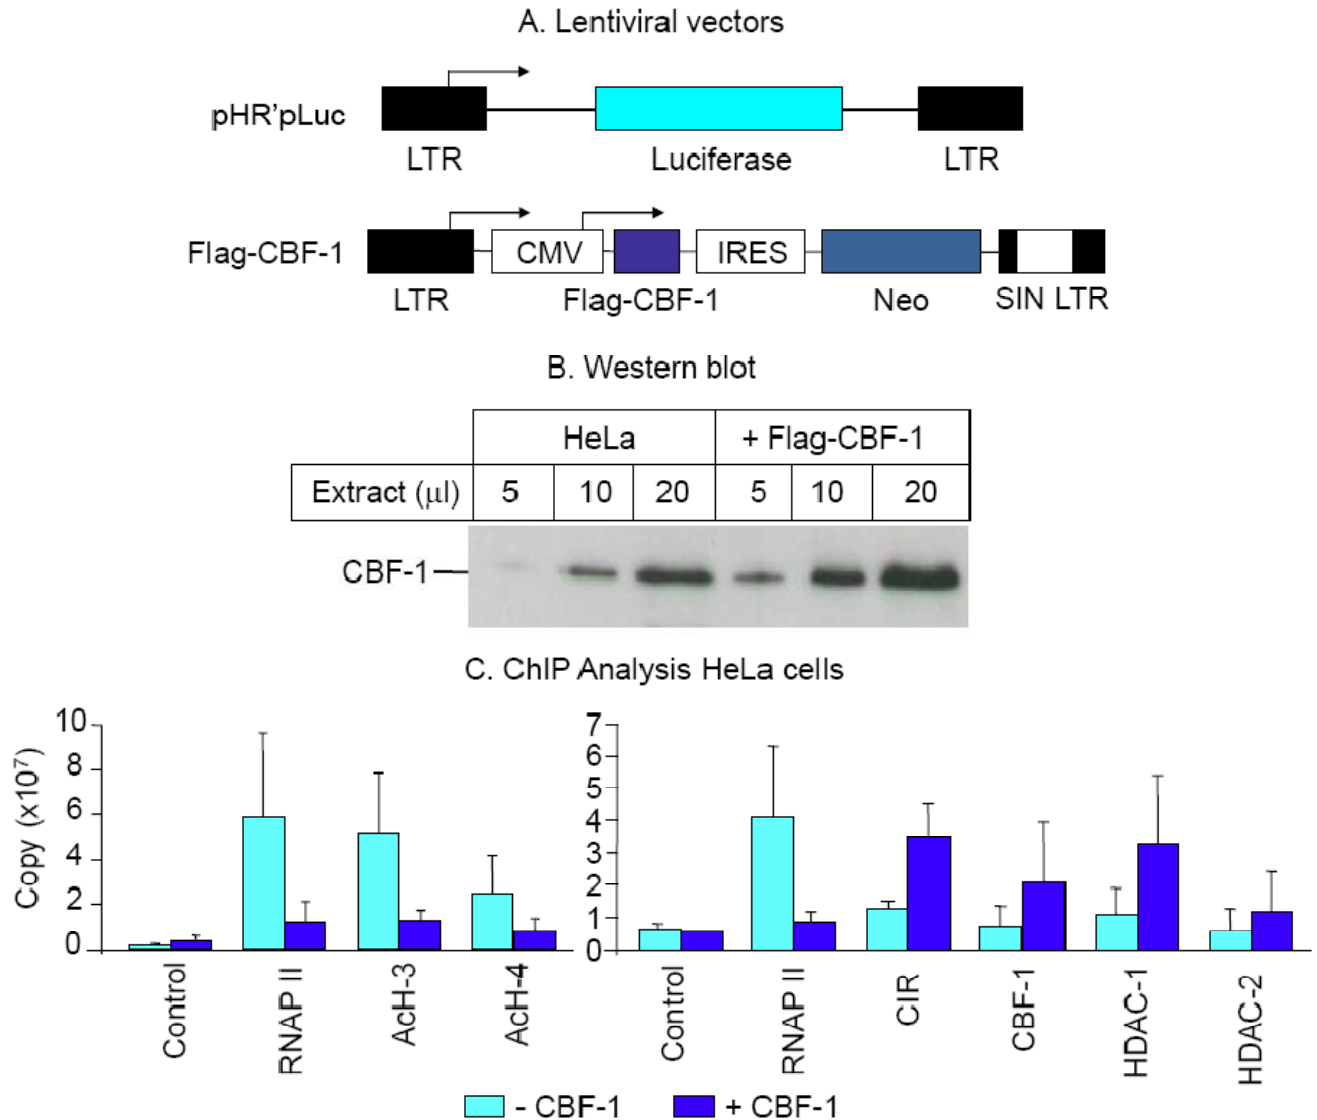 A. Lentiviral vectors
pHR'pLuc
LTR
Luciferase
LTR
Flag-CBF-1
CMV
IRES
LTR
Flag-CBF-1
Neo
SIN LTR
B. Western blot
HeLa
+ Flag-CBF-1
Extract (μl)
5
10
20
5
10
20
CBF-1
C. ChIP Analysis HeLa cells
Copy (x10⁷)
10
8
6
4
2
0
Control
RNAP II
AcH-3
AcH-4
7
6
5
4
3
2
1
0
Control
RNAP II
CIR
CBF-1
HDAC-1
HDAC-2
- CBF-1
+ CBF-1